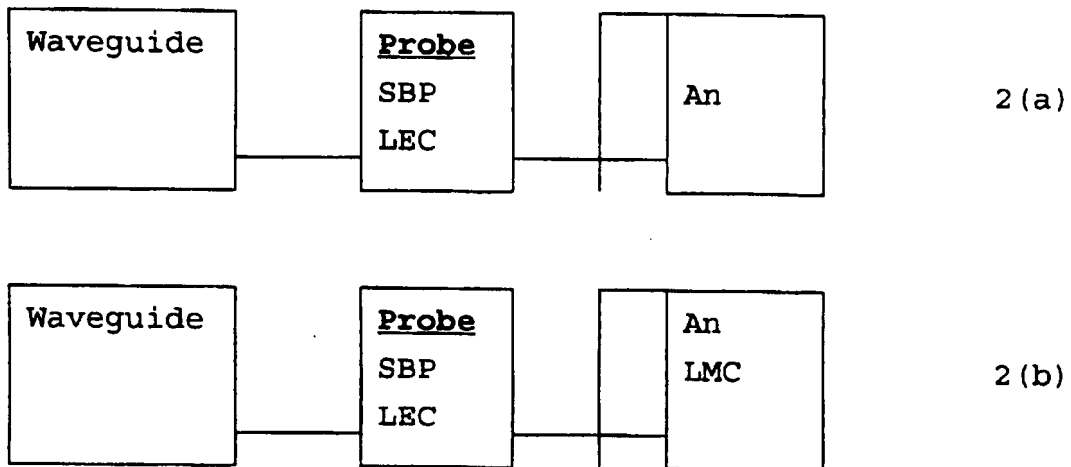 Waveguide
Probe
SBP
LEC
An
2(a)
Waveguide
Probe
SBP
LEC
An
LMC
2(b)